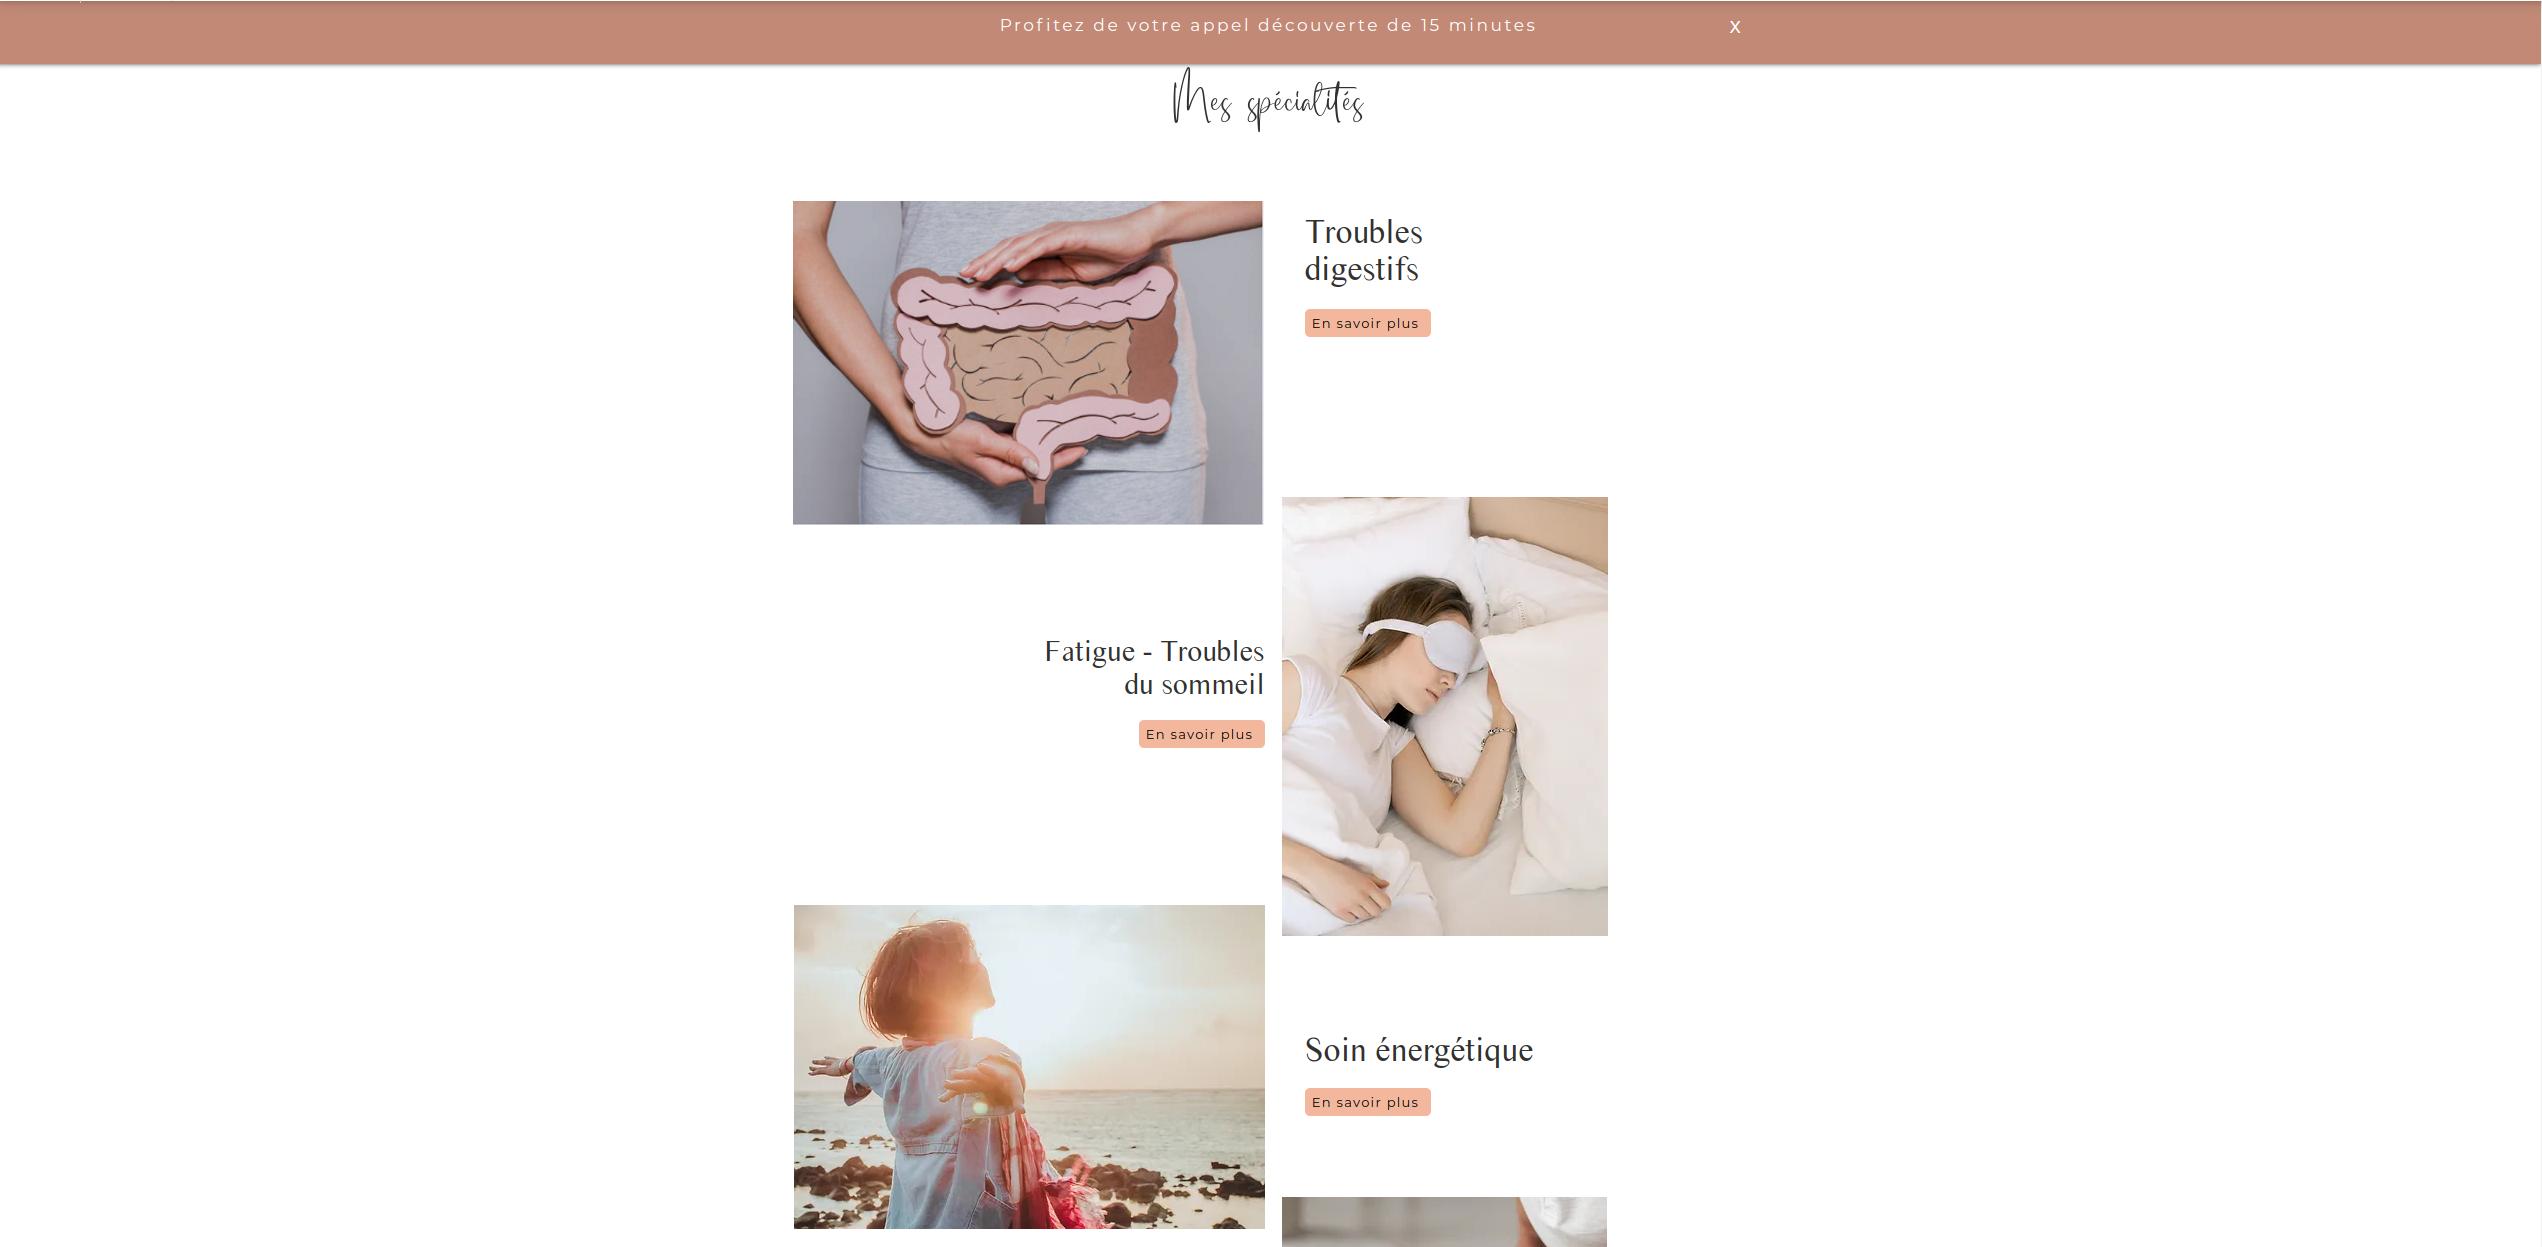 Profitez de votre appel découverte de 15 minutes X
Mes spécialités
Troubles
digestifs
En savoir plus
Fatigue - Troubles
du sommeil
En savoir plus
Soin énergétique
En savoir plus